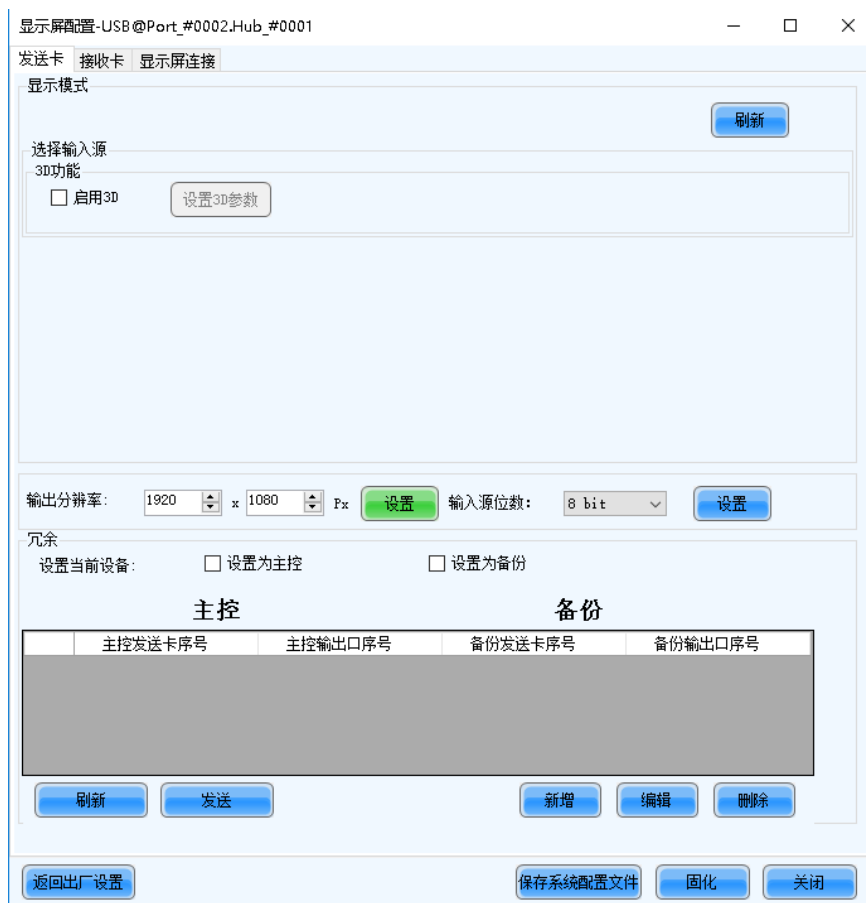 显示屏配置-USB@Port_#0002.Hub_#0001
发送卡 接收卡 显示屏连接
显示模式
刷新
选择输入源
3D功能
启用3D 设置3D参数
输出分辨率: 1920 x 1080 Px 设置 输入源位数: 8 bit 设置
冗余
设置当前设备: 设置为主控 设置为备份
主控 备份
主控发送卡序号 主控输出口序号 备份发送卡序号 备份输出口序号
刷新 发送 新增 编辑 删除
返回出厂设置 保存系统配置文件 固化 关闭